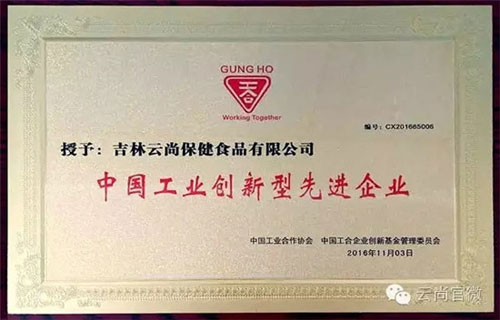 GUNG HO
工合
Working Together
编号：CX201665006
授予：吉林云尚保健食品有限公司
中国工业创新型先进企业
中国工业合作协会 中国工合企业创新基金管理委员会
2016年11月03日
云尚官微